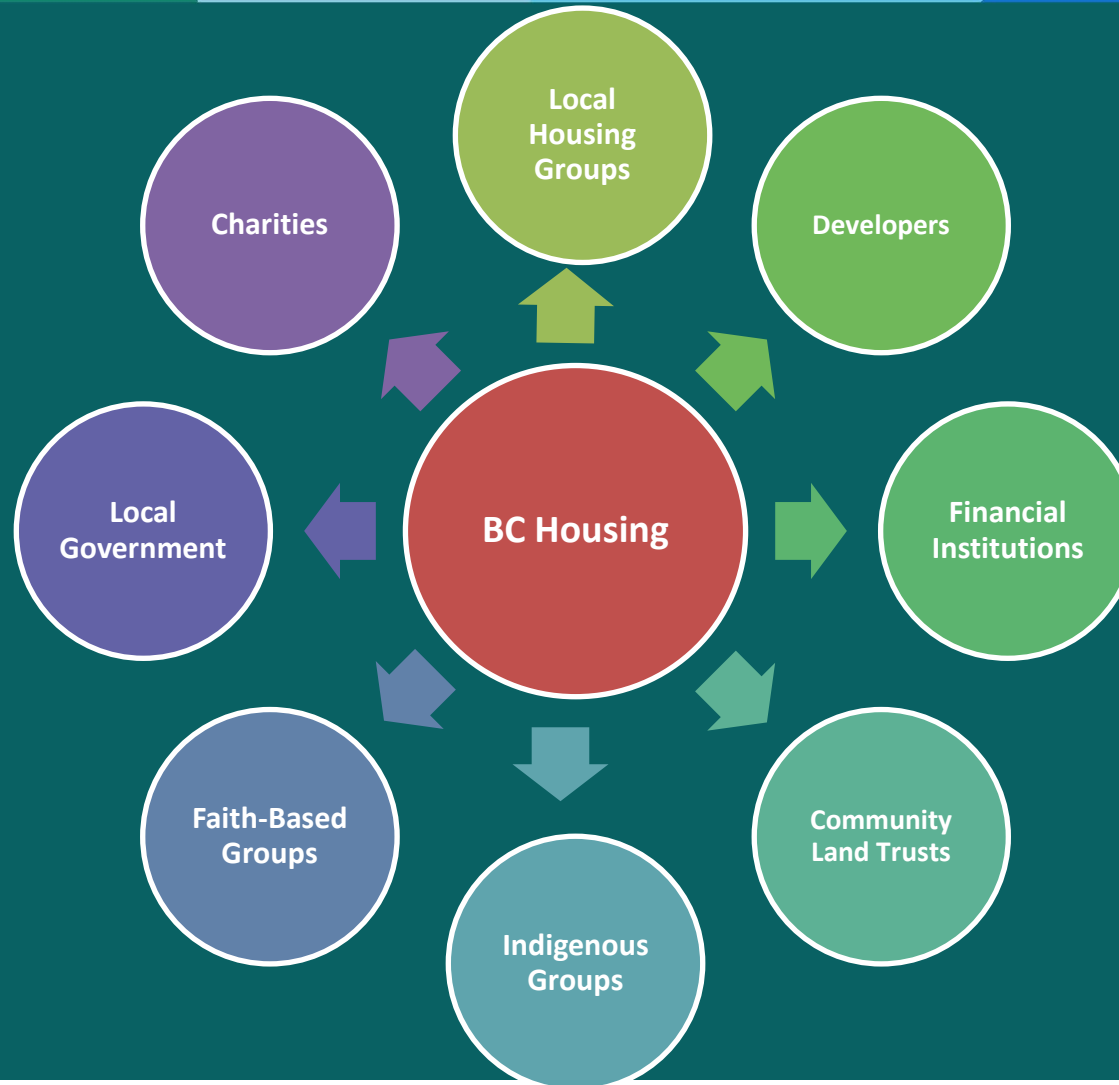 Local
Housing
Groups
Charities
Developers
Local
Government
BC Housing
Financial
Institutions
Faith-Based
Groups
Community
Land Trusts
Indigenous
Groups